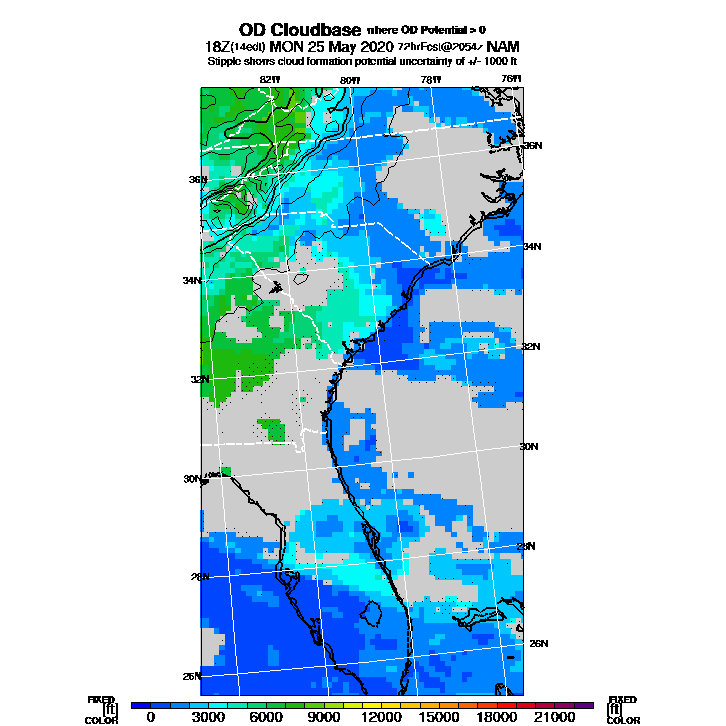 OD Cloudbase where OD Potential > 0
18Z(14edt) MON 25 May 2020 72hrFcst@2054z NAM
Stipple shows cloud formation potential uncertainty of +/- 1000 ft
82W 80W 78W 76W
36N 36N
34N 34N
32N 32N
30N 30N
28N 28N
26N 26N
FIXED FIXED
[ft] [ft]
COLOR COLOR
0 3000 6000 9000 12000 15000 18000 21000